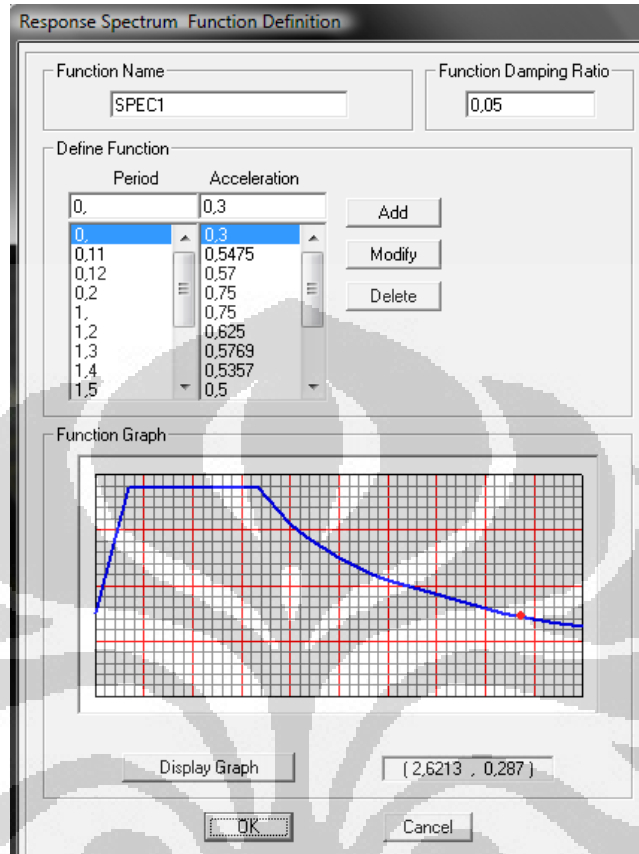 Response Spectrum Function Definition
Function Name
Function Damping Ratio
SPEC1
0,05
Define Function
Period Acceleration
0, 0,3
Add
0, 0,3
0,11 0,5475
Modify
0,12 0,57
0,2 0,75
Delete
1, 0,75
1,2 0,625
1,3 0,5769
1,4 0,5357
1,5 0,5
Function Graph
Display Graph
( 2,6213 , 0,287 )
OK
Cancel